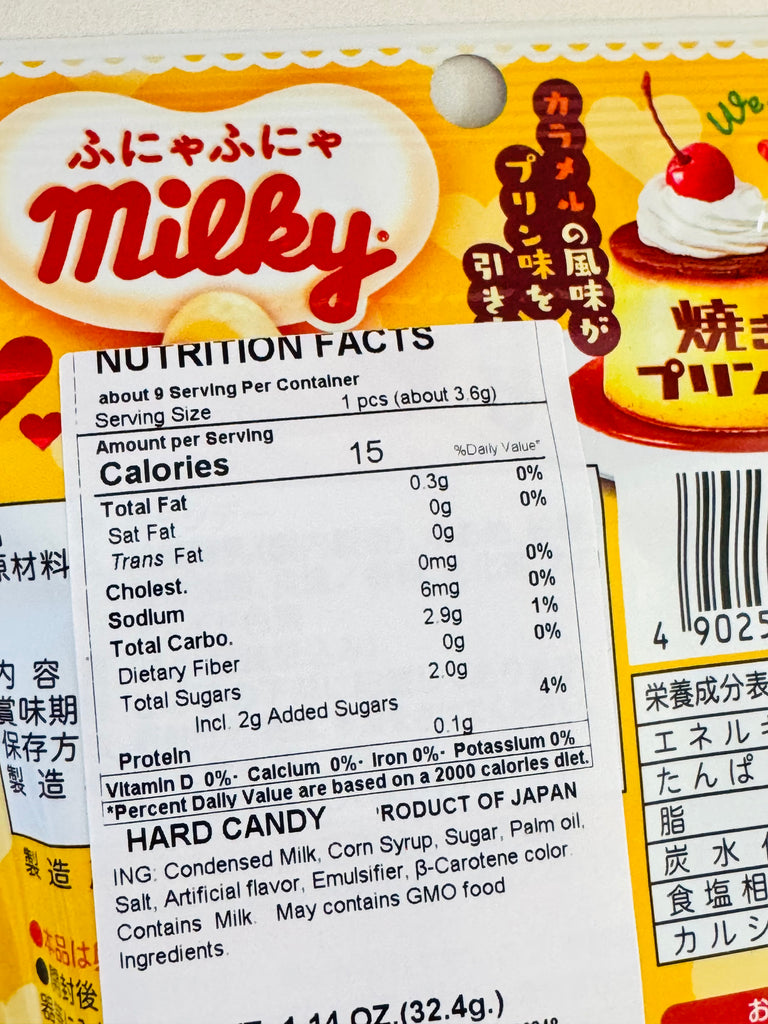 ふにゃふにゃ
milky
カラメルの風味が
プリン味を
引き
We
焼き
プリン
NUTRITION FACTS
about 9 Serving Per Container
Serving Size 1 pcs (about 3.6g)
Amount per Serving
Calories 15 %Daily Value*
Total Fat 0.3g 0%
Sat Fat 0g 0%
Trans Fat 0g
Cholest. 0mg 0%
Sodium 6mg 0%
Total Carbo. 2.9g 1%
Dietary Fiber 0g 0%
Total Sugars 2.0g
Incl. 2g Added Sugars 4%
Protein 0.1g
Vitamin D 0%· Calcium 0%· Iron 0%· Potassium 0%
*Percent Daily Value are based on a 2000 calories diet.
HARD CANDY 'RODUCT OF JAPAN
ING: Condensed Milk, Corn Syrup, Sugar, Palm oil,
Salt, Artificial flavor, Emulsifier, β-Carotene color.
Contains Milk. May contains GMO food
Ingredients.
1.14 OZ.(32.4g.)
原材料
内容
賞味期
保存方
製造
製造
本品は
開封後
4 9025
栄養成分表
エネルギ
たんぱ
脂
炭水
食塩相
カルシ
お